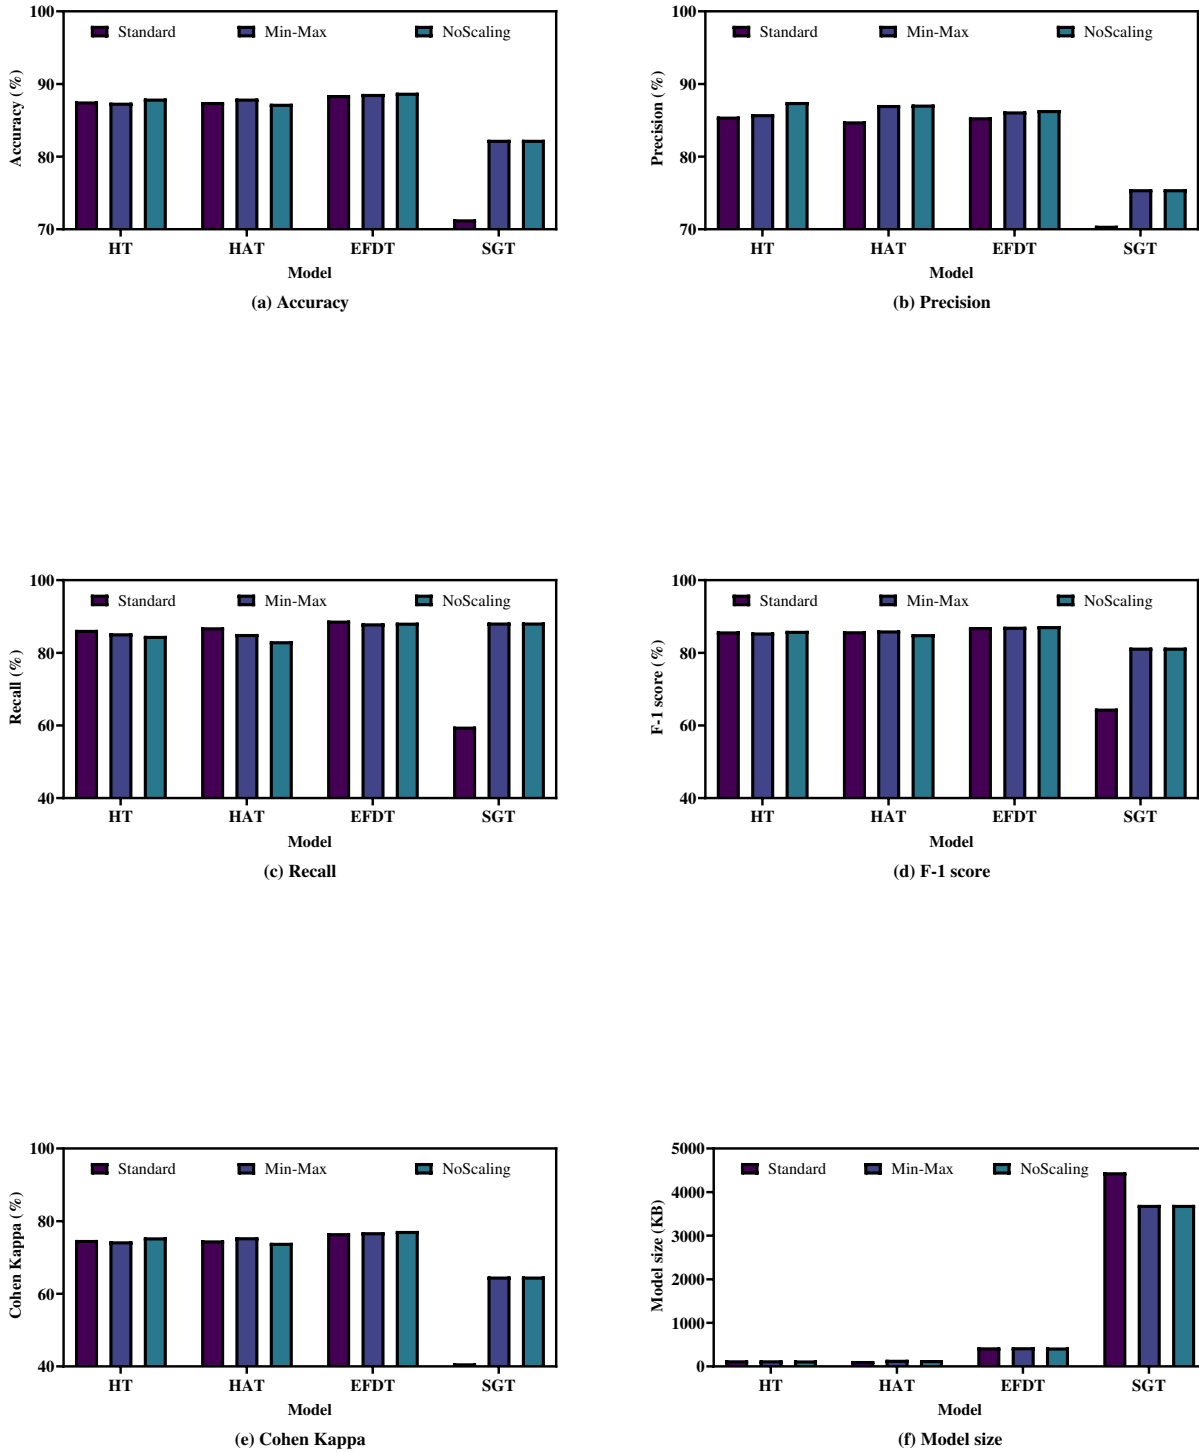 100
90
80
70
Accuracy (%)
Standard
Min-Max
NoScaling
HT
HAT
EFDT
SGT
Model
(a) Accuracy
100
90
80
70
Precision (%)
Standard
Min-Max
NoScaling
HT
HAT
EFDT
SGT
Model
(b) Precision
100
80
60
40
Recall (%)
Standard
Min-Max
NoScaling
HT
HAT
EFDT
SGT
Model
(c) Recall
100
80
60
40
F-1 score (%)
Standard
Min-Max
NoScaling
HT
HAT
EFDT
SGT
Model
(d) F-1 score
100
80
60
40
Cohen Kappa (%)
Standard
Min-Max
NoScaling
HT
HAT
EFDT
SGT
Model
(e) Cohen Kappa
5000
4000
3000
2000
1000
0
Model size (KB)
Standard
Min-Max
NoScaling
HT
HAT
EFDT
SGT
Model
(f) Model size